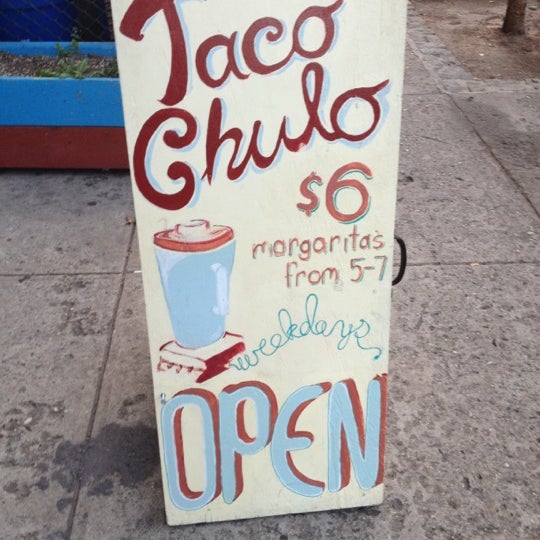 Taco
Chulo
$6
margaritas
from 5-7
weekdays
OPEN